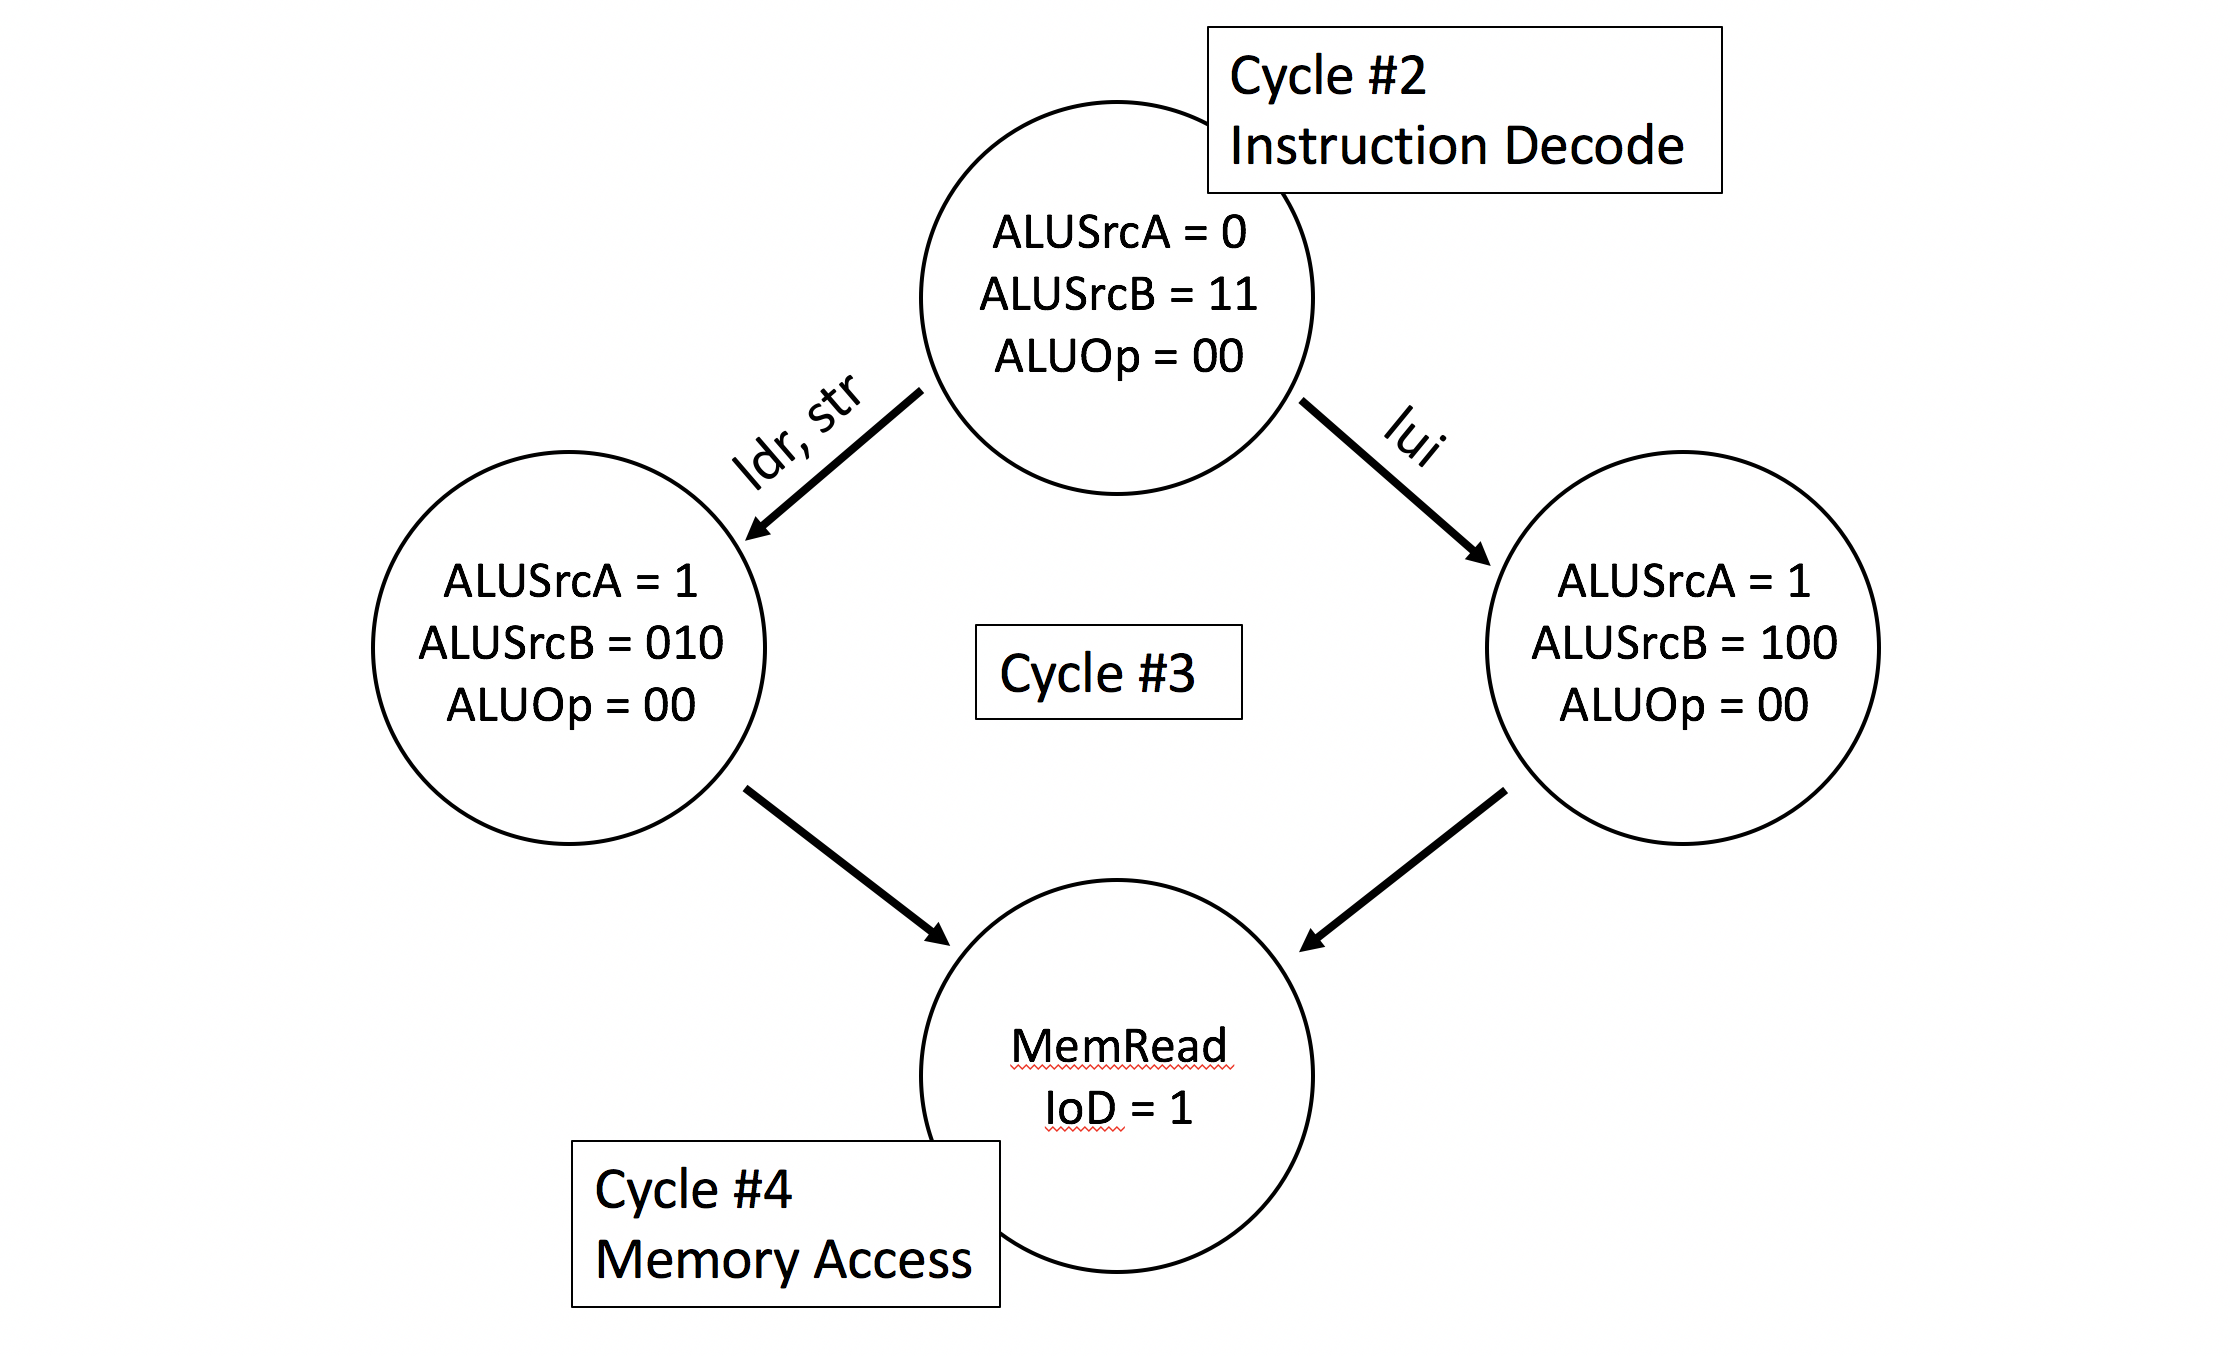 Cycle #2
Instruction Decode
ALUSrcA = 0
ALUSrcB = 11
ALUOp = 00
ldr, str
lui
ALUSrcA = 1
ALUSrcB = 010
ALUOp = 00
Cycle #3
ALUSrcA = 1
ALUSrcB = 100
ALUOp = 00
MemRead
IoD = 1
Cycle #4
Memory Access